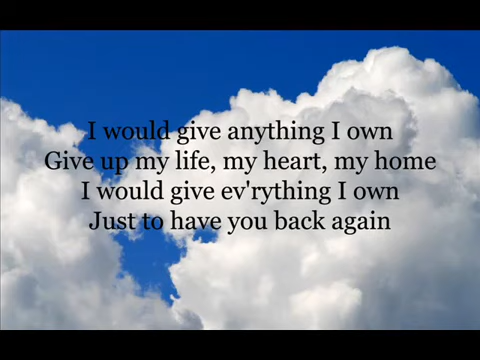 I would give anything I own
Give up my life, my heart, my home
I would give ev'rything I own
Just to have you back again